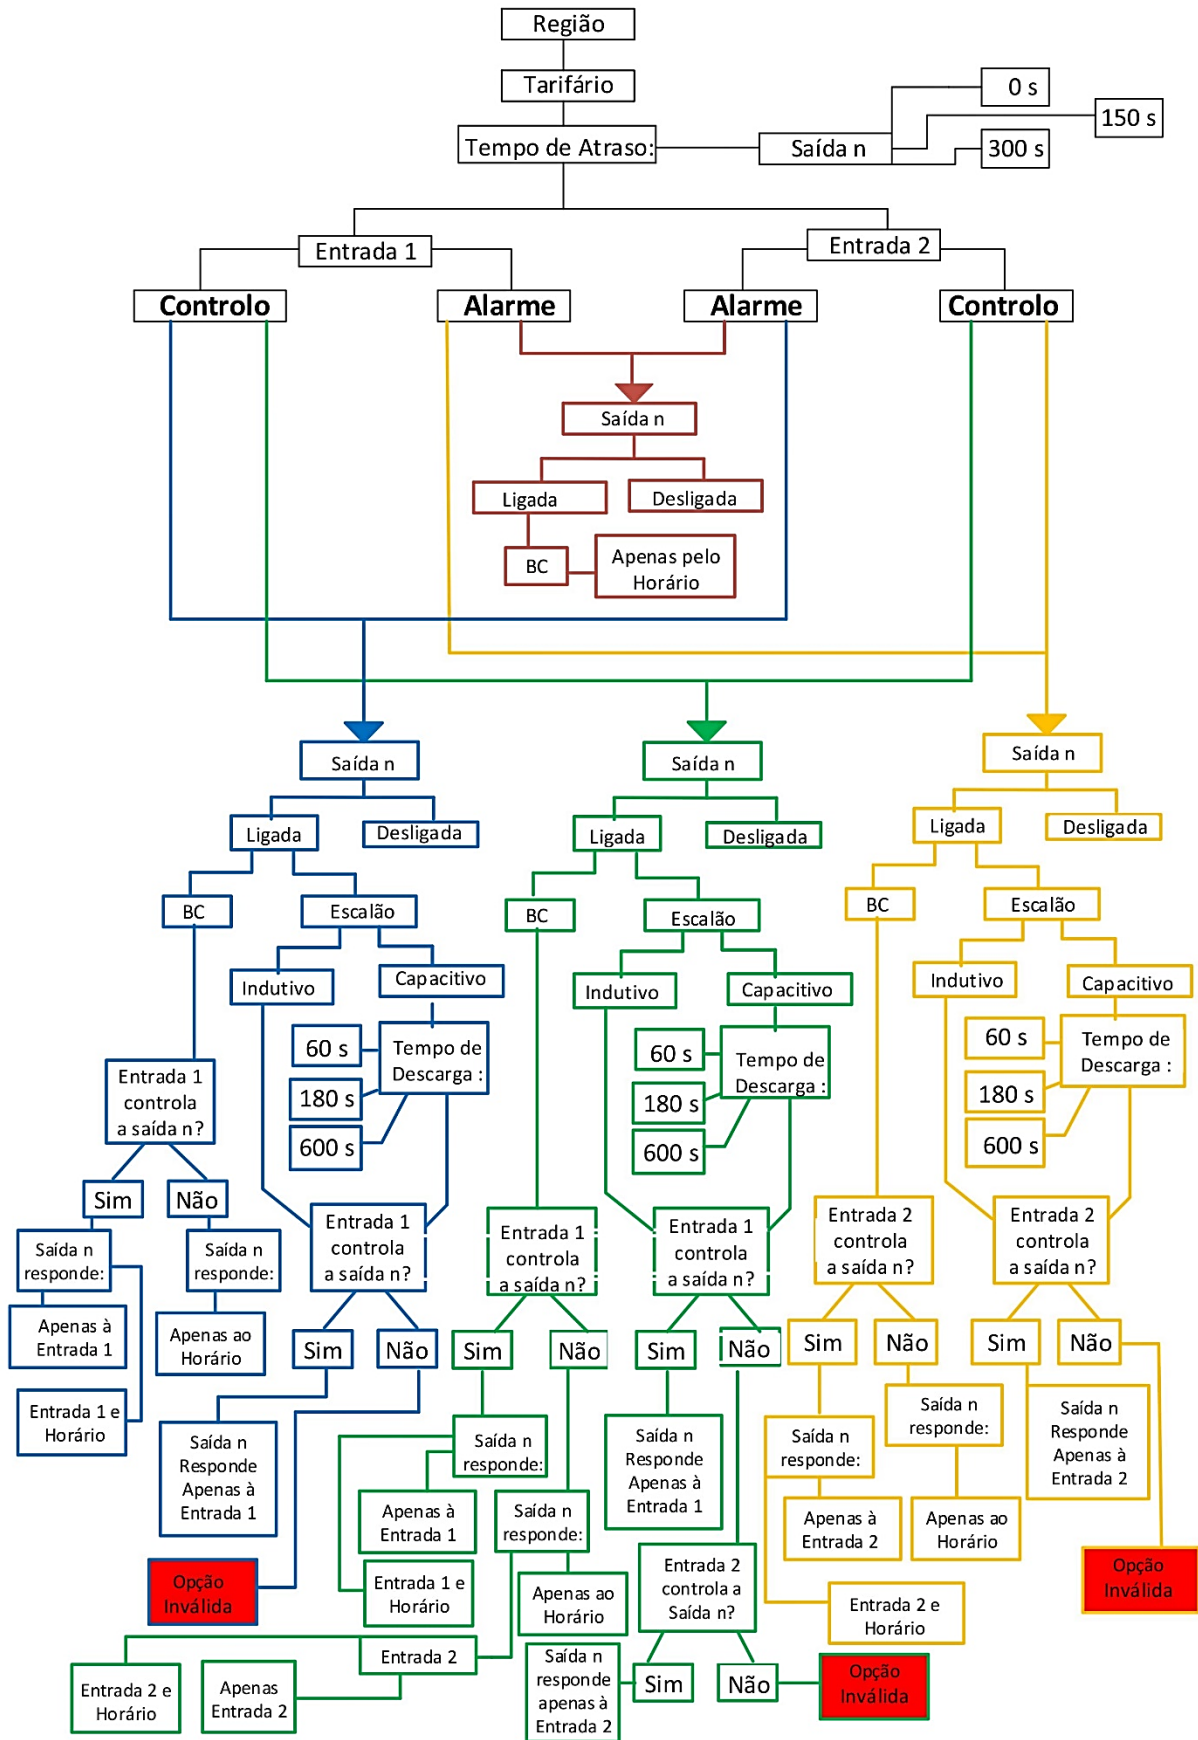 Região
Tarifário
0 s
150 s
Tempo de Atraso:
Saída n
300 s
Entrada 1
Entrada 2
Controlo
Alarme
Alarme
Controlo
Saída n
Ligada
Desligada
BC
Apenas pelo
Horário
Saída n
Ligada
Desligada
BC
Escalão
Indutivo
Capacitivo
60 s
180 s
600 s
Tempo de
Descarga :
Entrada 1
controla
a saída n?
Sim
Não
Saída n
responde:
Apenas à
Entrada 1
Entrada 1 e
Horário
Saída n
responde:
Apenas ao
Horário
Entrada 1
controla
a saída n?
Sim
Não
Saída n
Responde
Apenas à
Entrada 1
Opção
Inválida
Saída n
Ligada
Desligada
BC
Escalão
Indutivo
Capacitivo
60 s
180 s
600 s
Tempo de
Descarga :
Entrada 1
controla
a saída n?
Sim
Não
Saída n
responde:
Apenas à
Entrada 1
Entrada 1 e
Horário
Saída n
responde:
Apenas ao
Horário
Entrada 2
Entrada 2 e
Horário
Apenas
Entrada 2
Entrada 1
controla
a saída n?
Sim
Não
Saída n
Responde
Apenas à
Entrada 1
Entrada 2
controla a
Saída n?
Sim
Não
Saída n
responde
apenas à
Entrada 2
Opção
Inválida
Saída n
Ligada
Desligada
BC
Escalão
Indutivo
Capacitivo
60 s
180 s
600 s
Tempo de
Descarga :
Entrada 2
controla
a saída n?
Sim
Não
Saída n
responde:
Apenas à
Entrada 2
Entrada 2 e
Horário
Saída n
responde:
Apenas ao
Horário
Entrada 2
controla
a saída n?
Sim
Não
Saída n
Responde
Apenas à
Entrada 2
Opção
Inválida